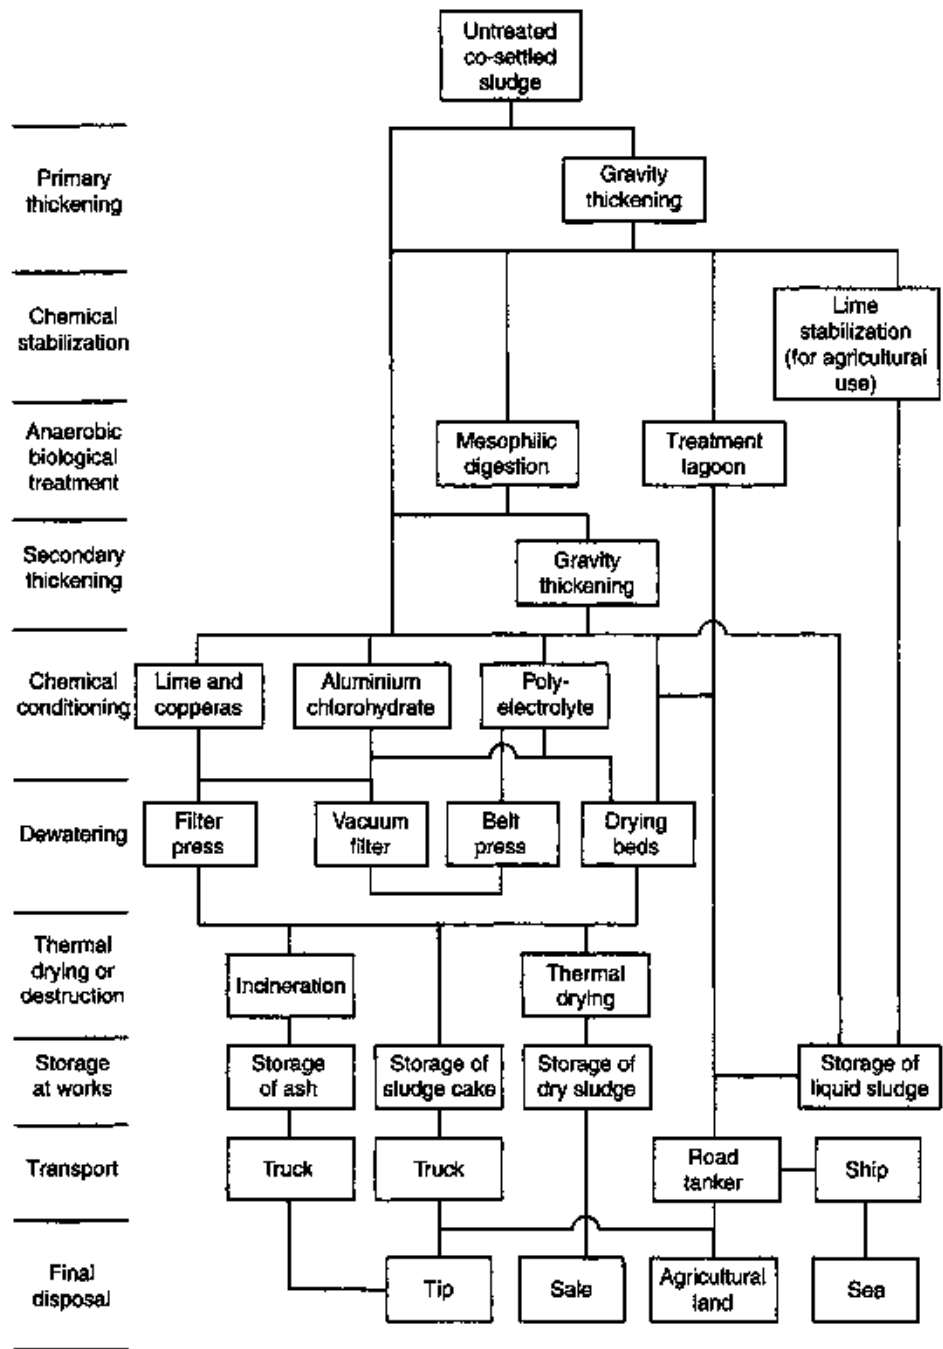 Untreated
co-settled
sludge
Primary
thickening
Gravity
thickening
Chemical
stabilization
Lime
stabilization
(for agricultural
use)
Anaerobic
biological
treatment
Mesophilic
digestion
Treatment
lagoon
Secondary
thickening
Gravity
thickening
Chemical
conditioning
Lime and
copperas
Aluminium
chlorohydrate
Poly-
electrolyte
Dewatering
Filter
press
Vacuum
filter
Belt
press
Drying
beds
Thermal
drying or
destruction
Incineration
Thermal
drying
Storage
at works
Storage
of ash
Storage of
sludge cake
Storage of
dry sludge
Storage of
liquid sludge
Transport
Truck
Truck
Road
tanker
Ship
Final
disposal
Tip
Sale
Agricultural
land
Sea